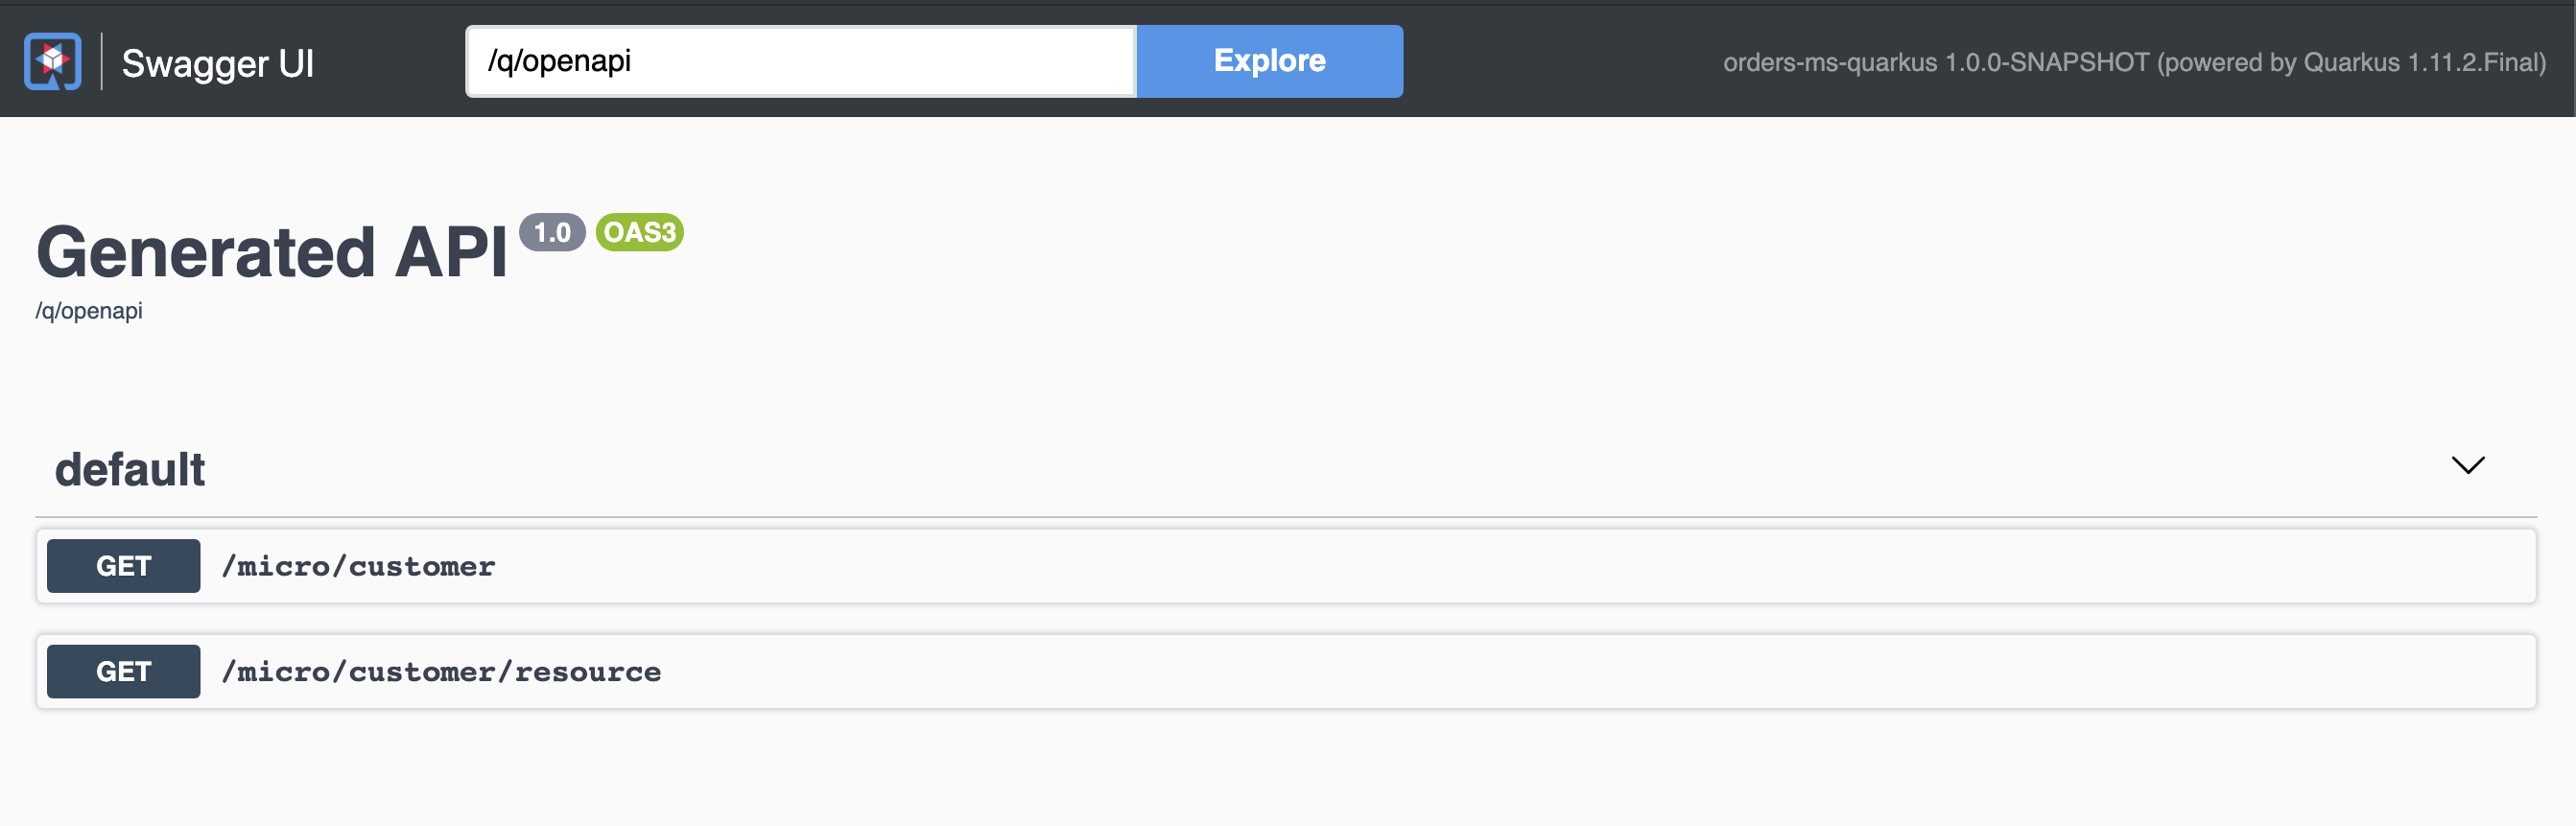 Swagger UI
/q/openapi
Explore
orders-ms-quarkus 1.0.0-SNAPSHOT (powered by Quarkus 1.11.2.Final)
Generated API 1.0 OAS3
/q/openapi
default
GET /micro/customer
GET /micro/customer/resource